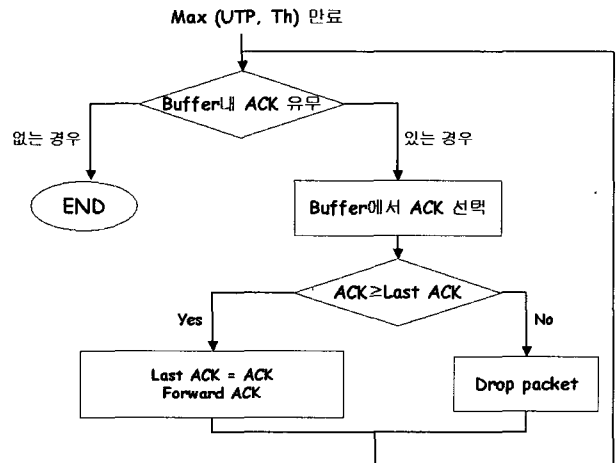 Max (UTP, Th) 만료
Buffer내 ACK 유무
없는 경우
있는 경우
END
Buffer에서 ACK 선택
ACK≥Last ACK
Yes
No
Last ACK = ACK
Forward ACK
Drop packet